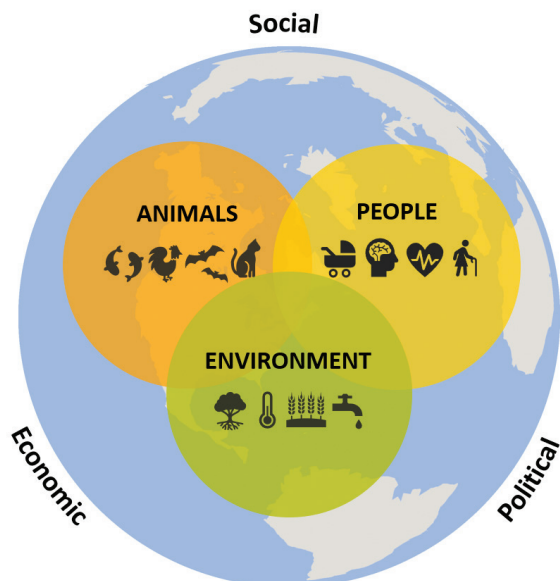 Social
ANIMALS
PEOPLE
ENVIRONMENT
Economic
Political